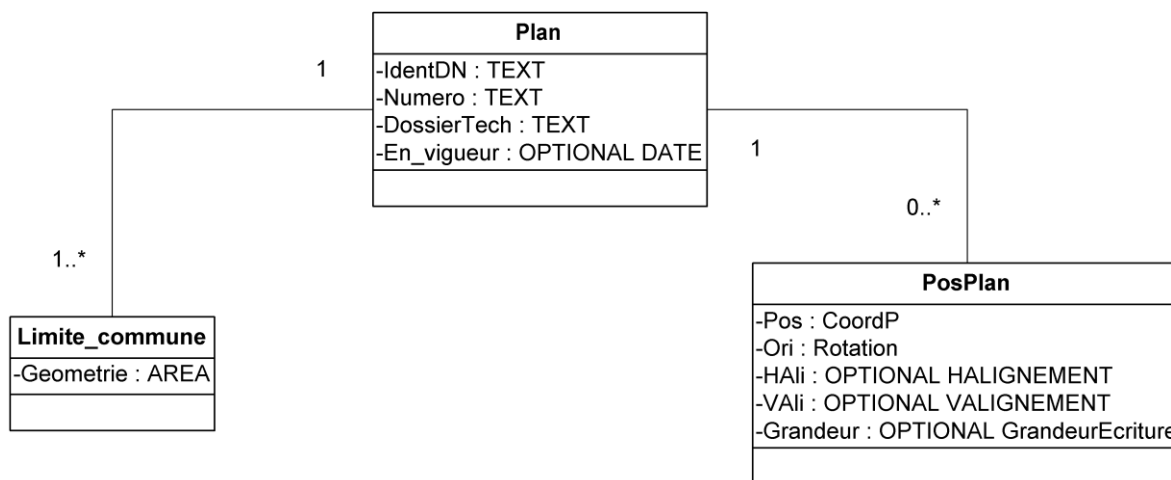 Plan
-IdentDN : TEXT
-Numero : TEXT
-DossierTech : TEXT
-En_vigueur : OPTIONAL DATE
1
1
1..*
0..*
Limite_commune
-Geometrie : AREA
PosPlan
-Pos : CoordP
-Ori : Rotation
-HAli : OPTIONAL HALIGNEMENT
-VAli : OPTIONAL VALIGNEMENT
-Grandeur : OPTIONAL GrandeurEcriture